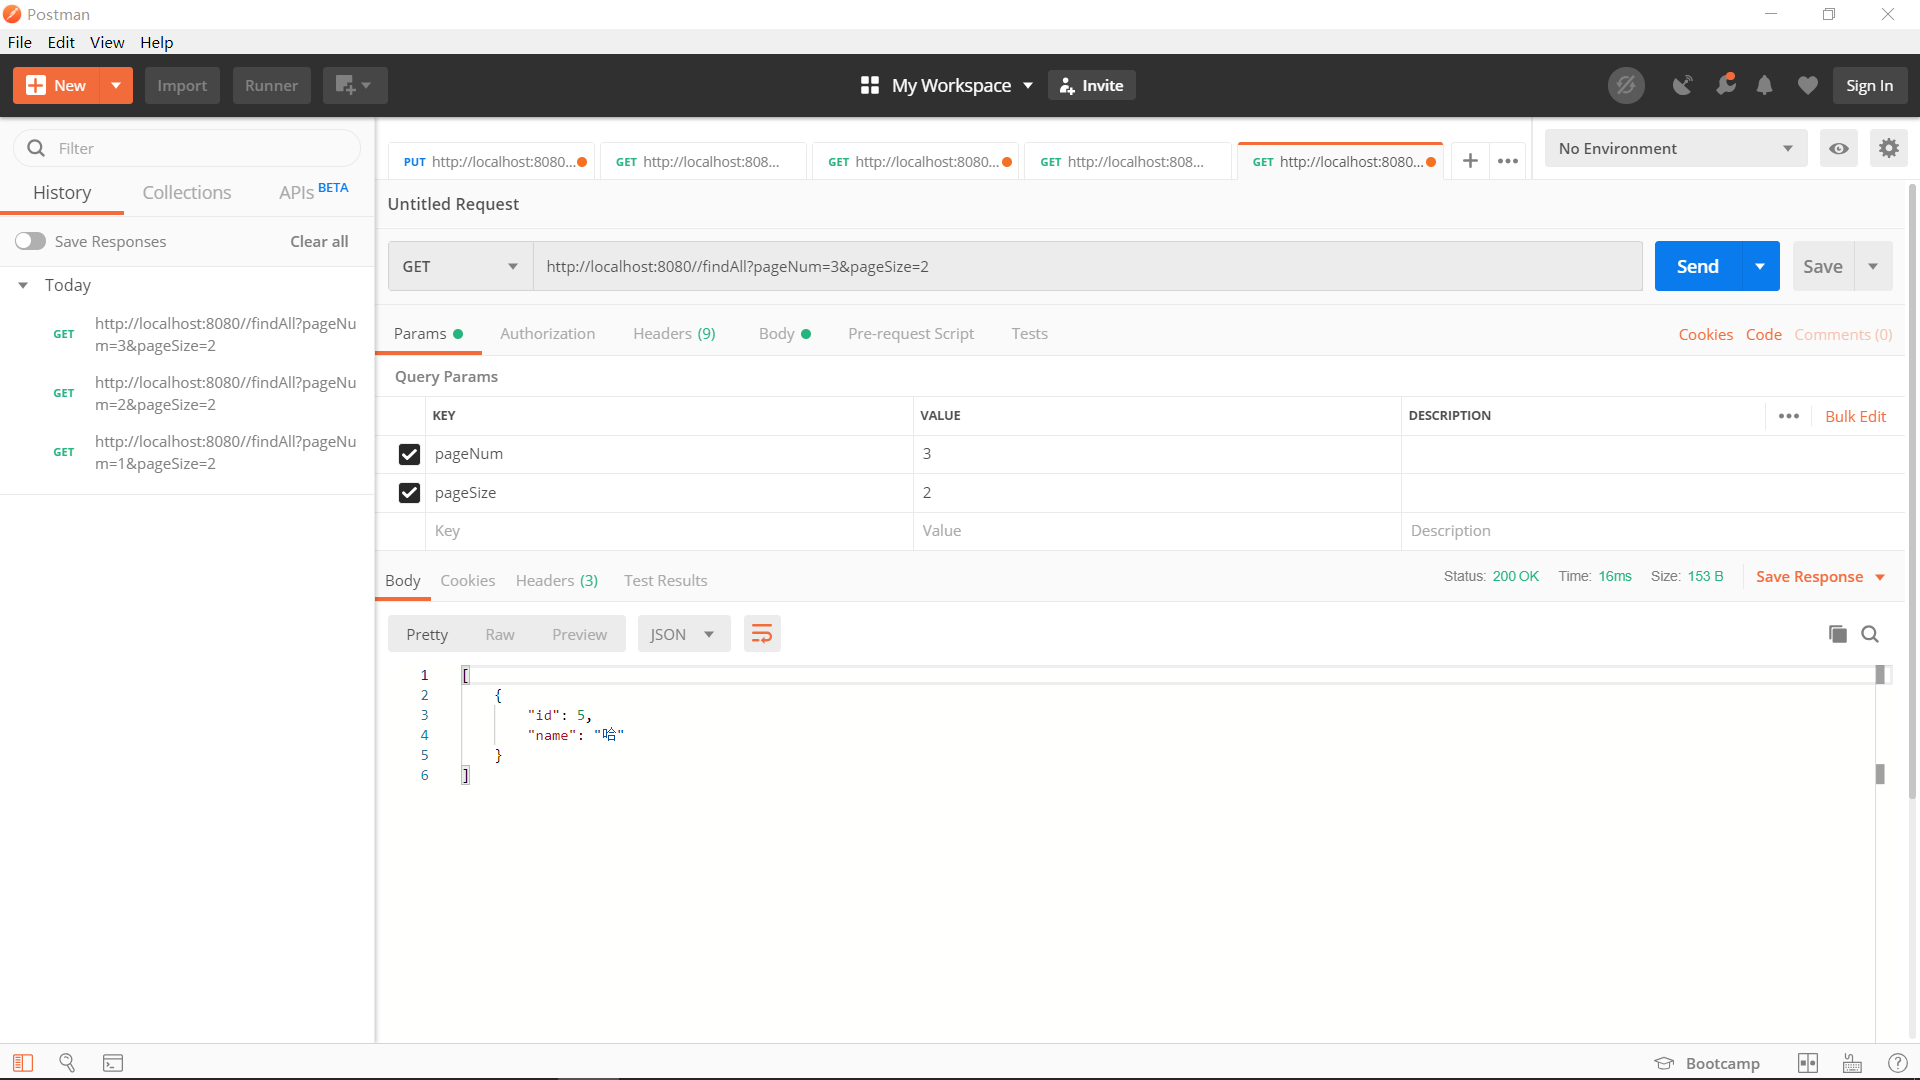 Postman
File Edit View Help
New Import Runner My Workspace Invite Sign In
Filter
History Collections APIs BETA
Save Responses Clear all
Today
GET http://localhost:8080//findAll?pageNu
m=3&pageSize=2
GET http://localhost:8080//findAll?pageNu
m=2&pageSize=2
GET http://localhost:8080//findAll?pageNu
m=1&pageSize=2
PUT http://localhost:8080... GET http://localhost:808... GET http://localhost:8080... GET http://localhost:808... GET http://localhost:8080... No Environment
Untitled Request
GET http://localhost:8080//findAll?pageNum=3&pageSize=2 Send Save
Params Authorization Headers (9) Body Pre-request Script Tests Cookies Code Comments (0)
Query Params
KEY VALUE DESCRIPTION Bulk Edit
pageNum 3
pageSize 2
Key Value Description
Body Cookies Headers (3) Test Results Status: 200 OK Time: 16ms Size: 153 B Save Response
Pretty Raw Preview JSON
1 [
2 {
3 "id": 5,
4 "name": "哈"
5 }
6 ]
Bootcamp